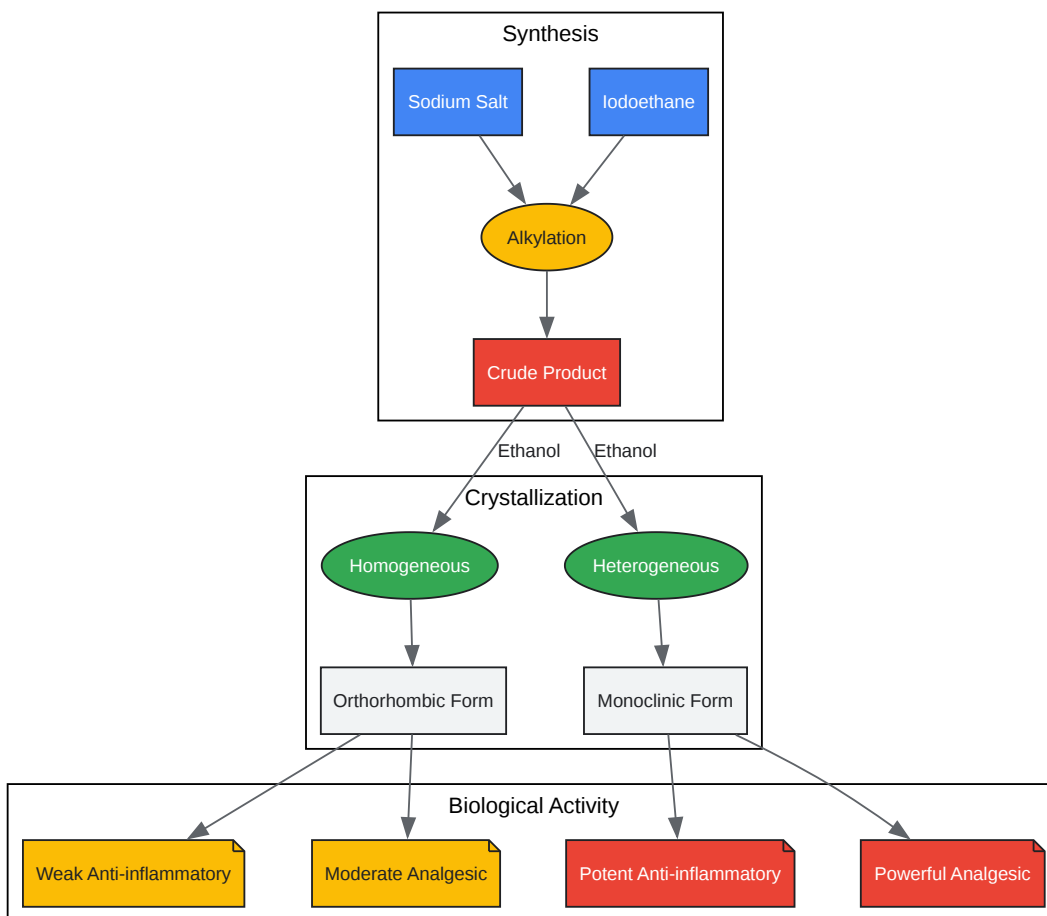 Synthesis
Sodium Salt
Iodoethane
Alkylation
Crude Product
Ethanol
Ethanol
Crystallization
Homogeneous
Heterogeneous
Orthorhombic Form
Monoclinic Form
Biological Activity
Weak Anti-inflammatory
Moderate Analgesic
Potent Anti-inflammatory
Powerful Analgesic